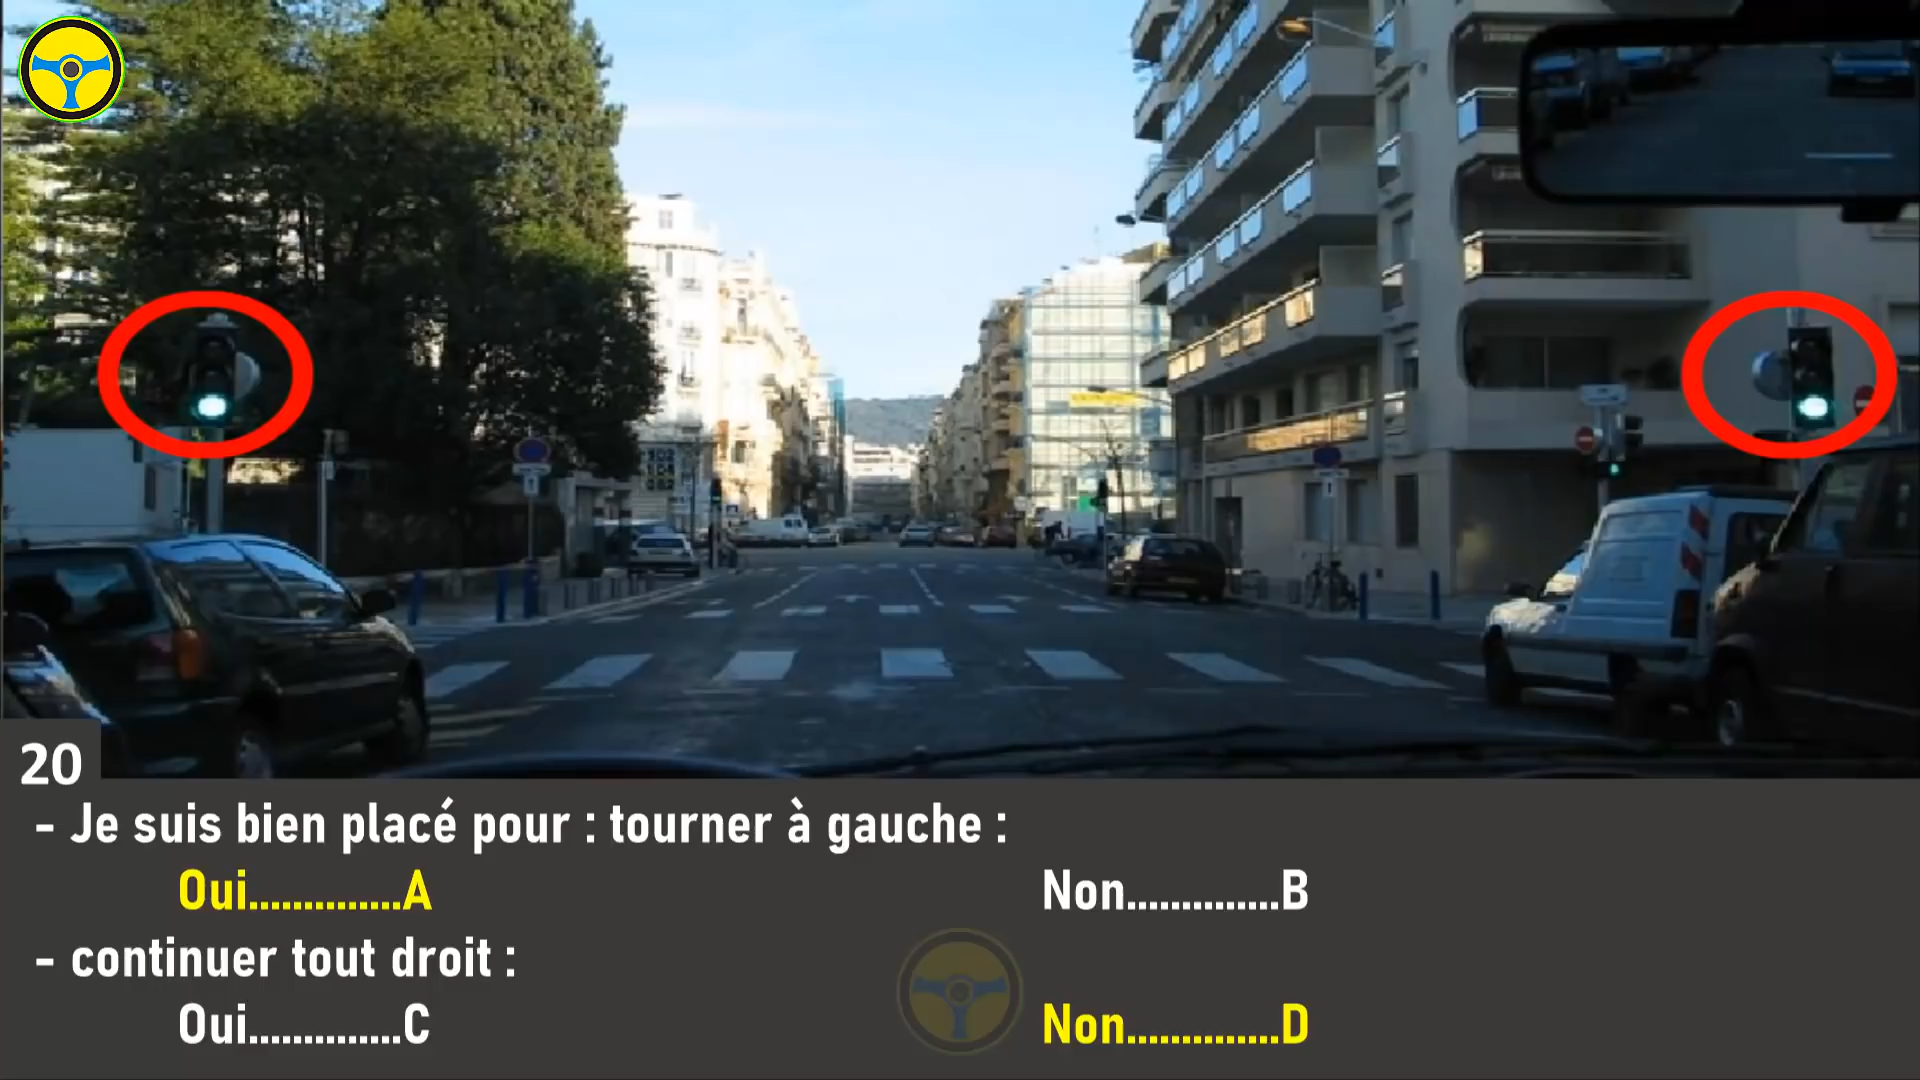 20
- Je suis bien placé pour : tourner à gauche :
Oui..............A
Non..............B
- continuer tout droit :
Oui..............C
Non..............D